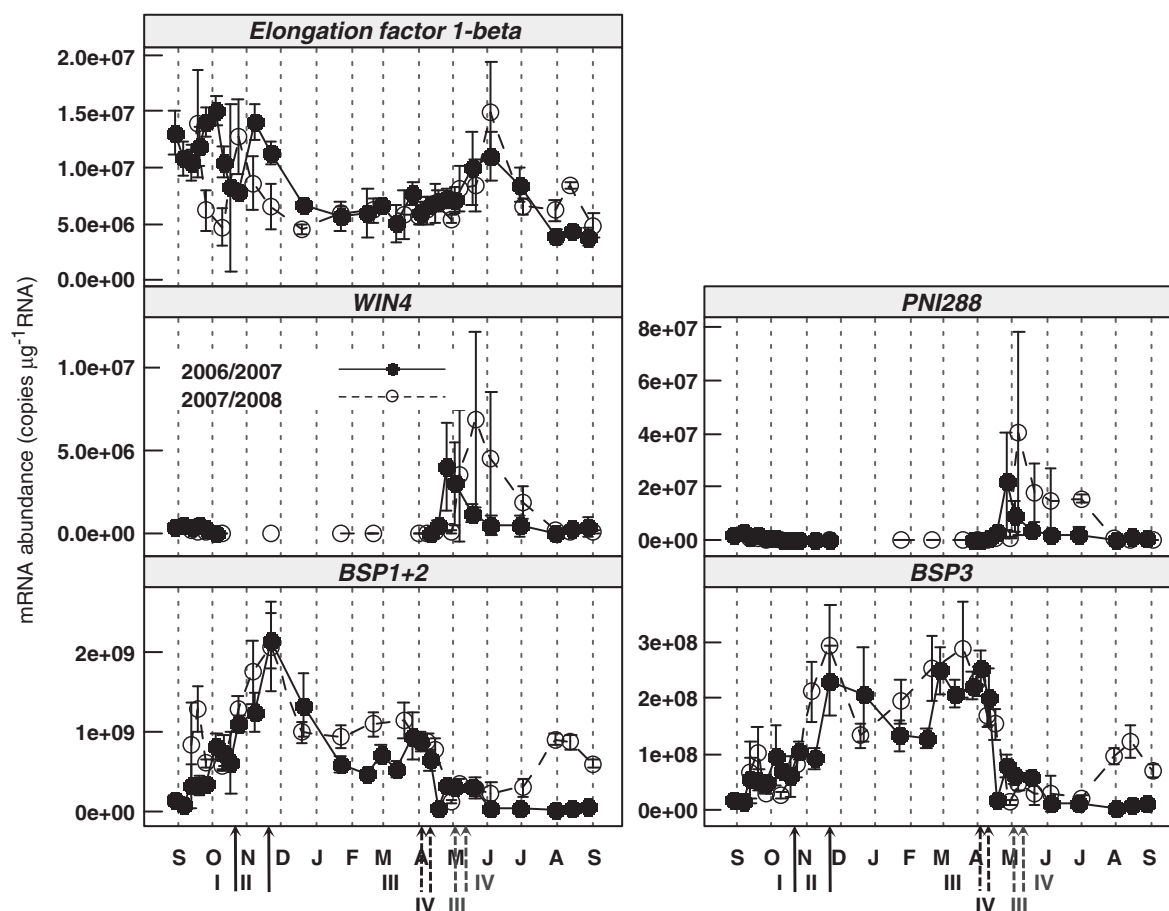 Elongation factor 1-beta
2.0e+07
1.5e+07
1.0e+07
5.0e+06
0.0e+00
mRNA abundance (copies µg⁻¹RNA)
WIN4
1.0e+07
5.0e+06
0.0e+00
2006/2007
2007/2008
PNI288
8e+07
6e+07
4e+07
2e+07
0e+00
BSP1+2
2e+09
1e+09
0e+00
BSP3
3e+08
2e+08
1e+08
0e+00
S O N D J F M A M J J A S
I II III IV
IV III
S O N D J F M A M J J A S
I II III IV
IV III